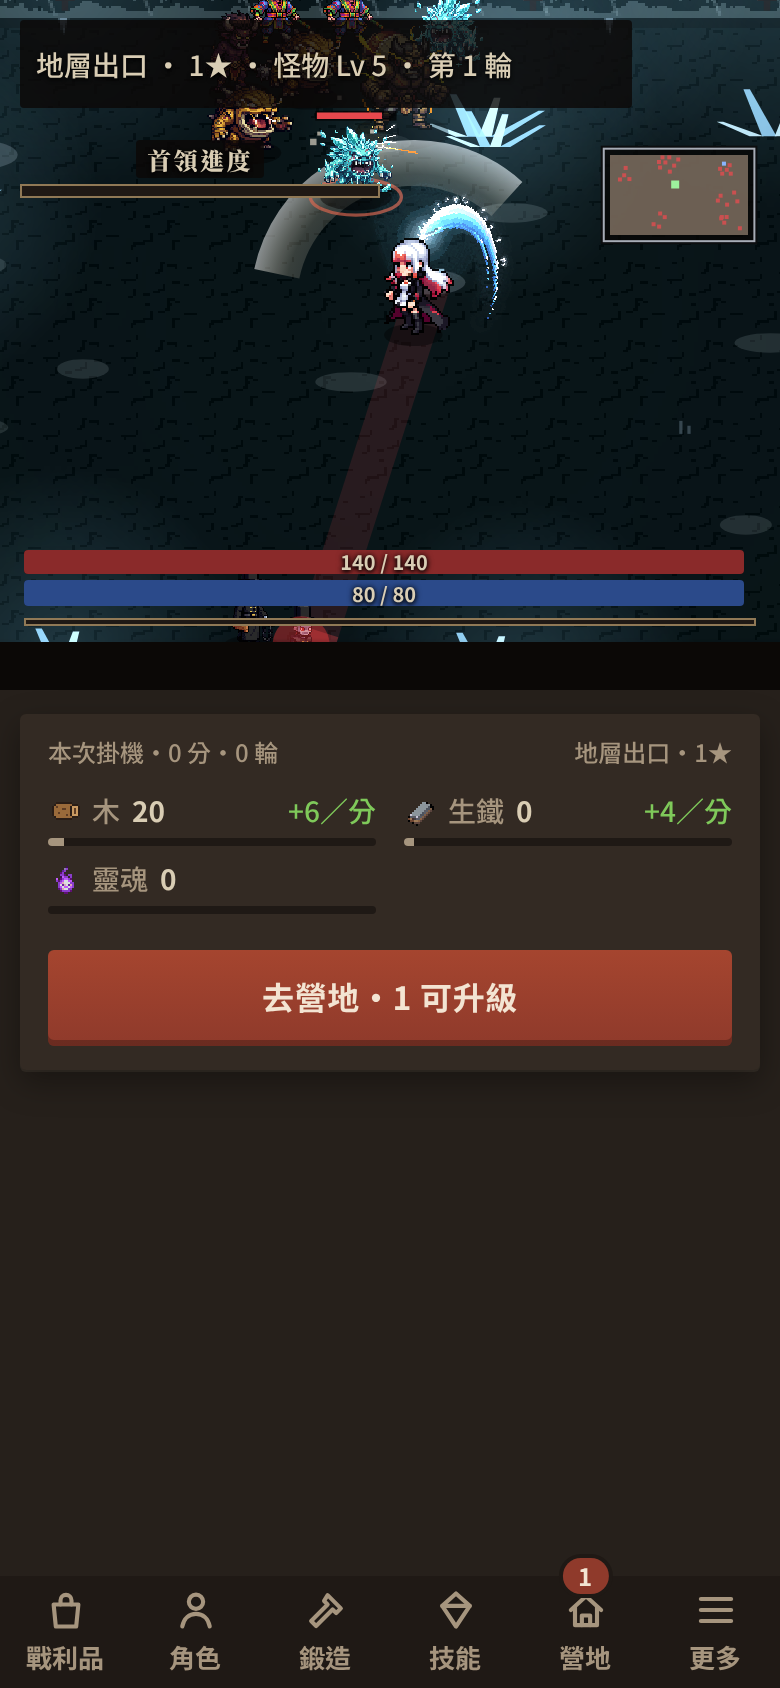 地層出口 · 1★ · 怪物 Lv 5 · 第 1 輪
首領進度
140 / 140
80 / 80
本次掛機·0 分·0 輪
地層出口·1★
木 20 +6／分
生鐵 0 +4／分
靈魂 0
去營地·1 可升級
1
戰利品
角色
鍛造
技能
營地
更多